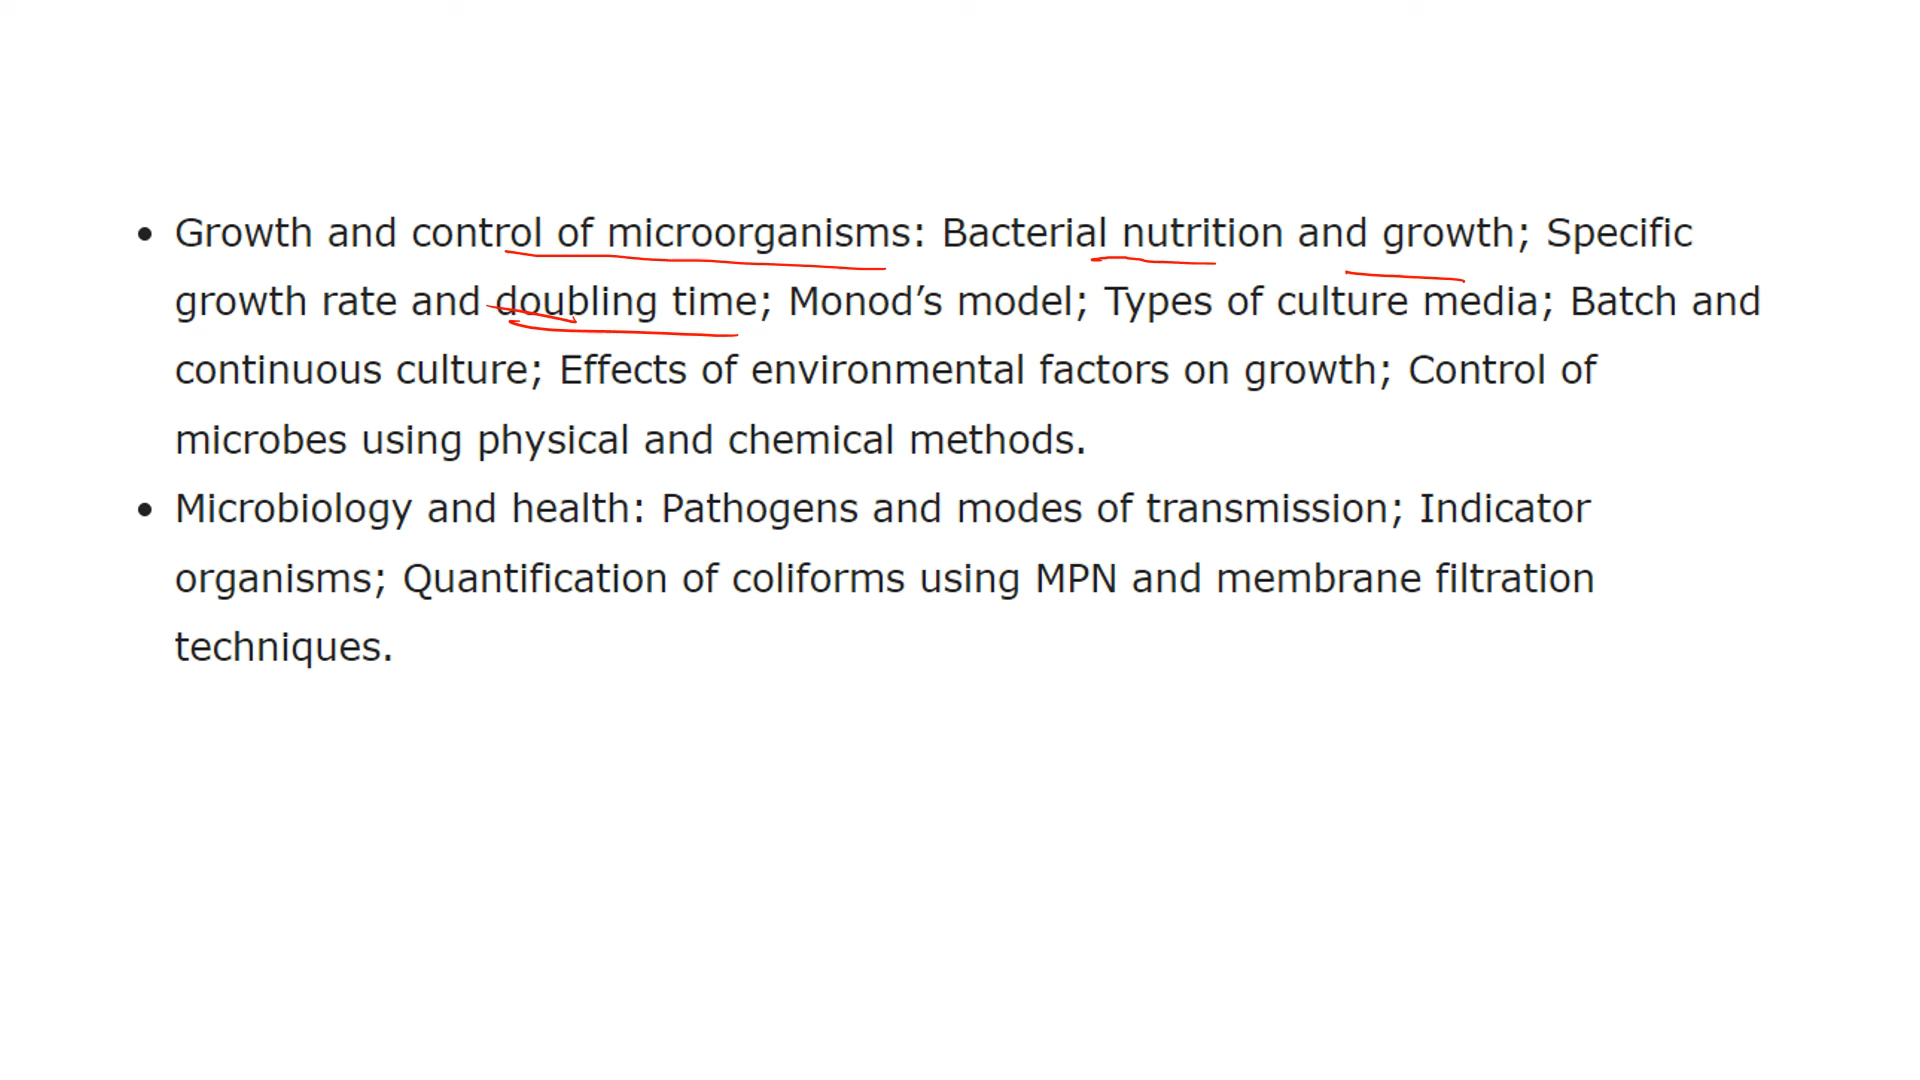 • Growth and control of microorganisms: Bacterial nutrition and growth; Specific
growth rate and doubling time; Monod’s model; Types of culture media; Batch and
continuous culture; Effects of environmental factors on growth; Control of
microbes using physical and chemical methods.
• Microbiology and health: Pathogens and modes of transmission; Indicator
organisms; Quantification of coliforms using MPN and membrane filtration
techniques.